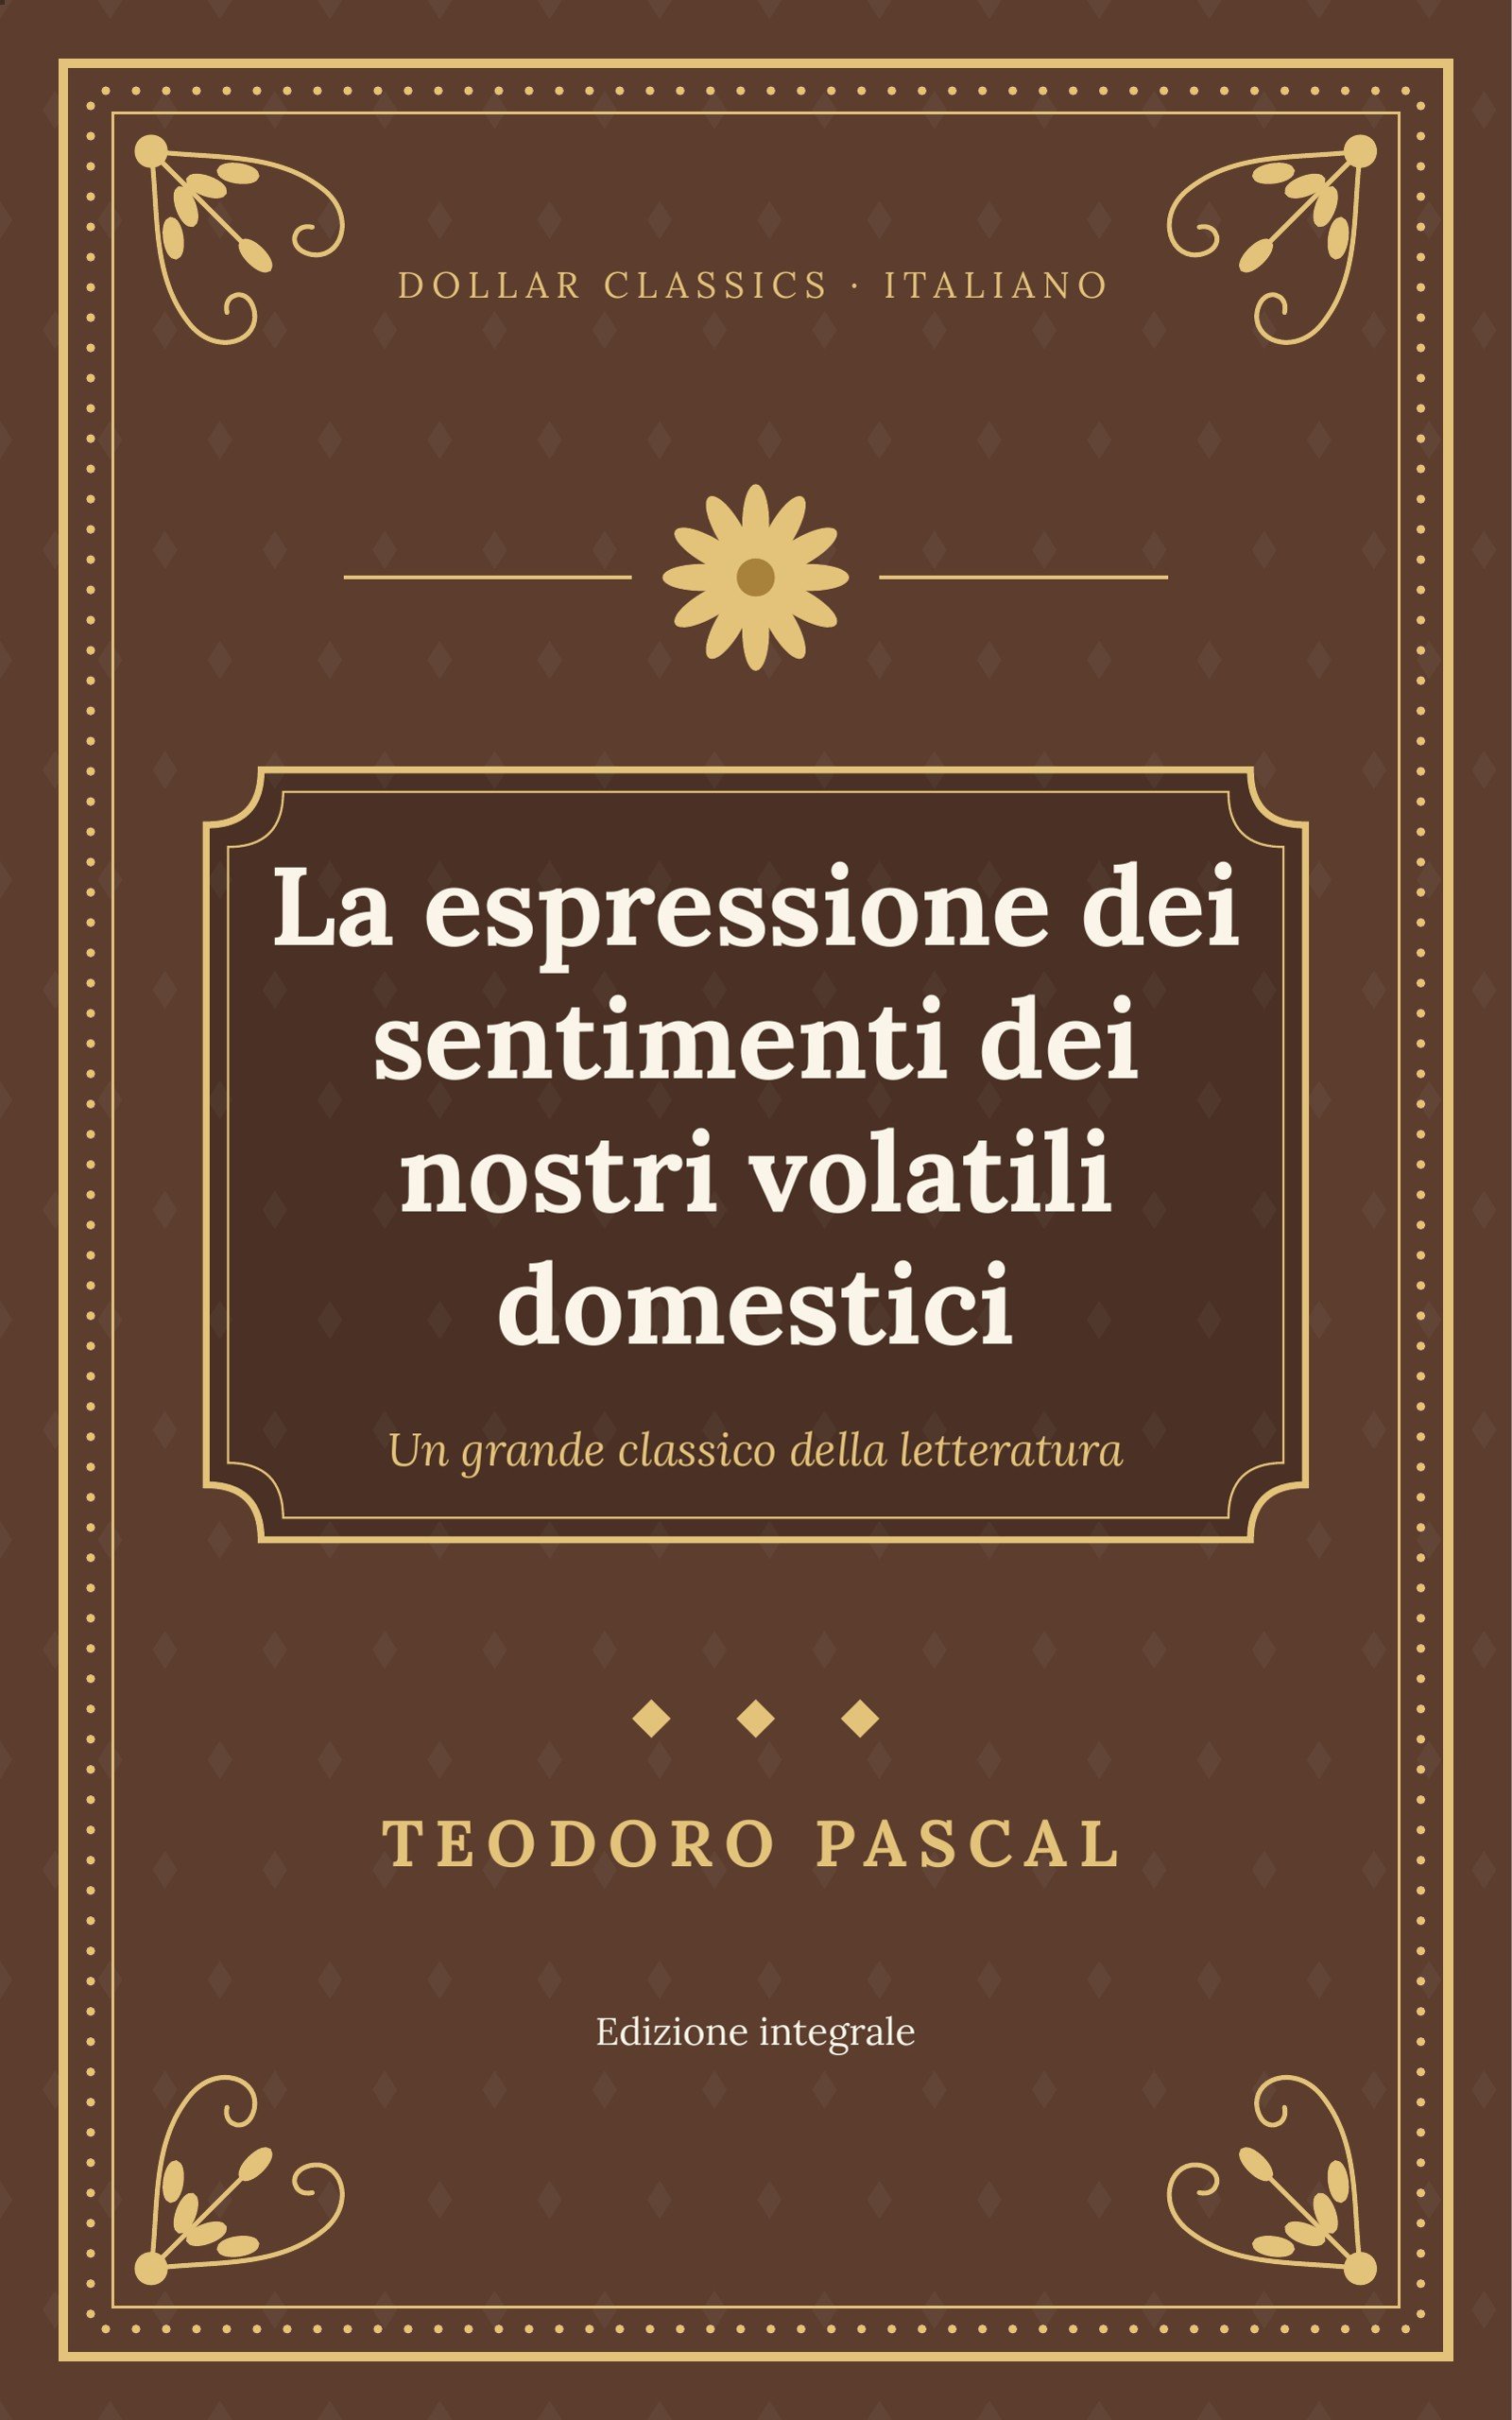 DOLLAR CLASSICS · ITALIANO
La espressione dei
sentimenti dei
nostri volatili
domestici
Un grande classico della letteratura
TEODORO PASCAL
Edizione integrale